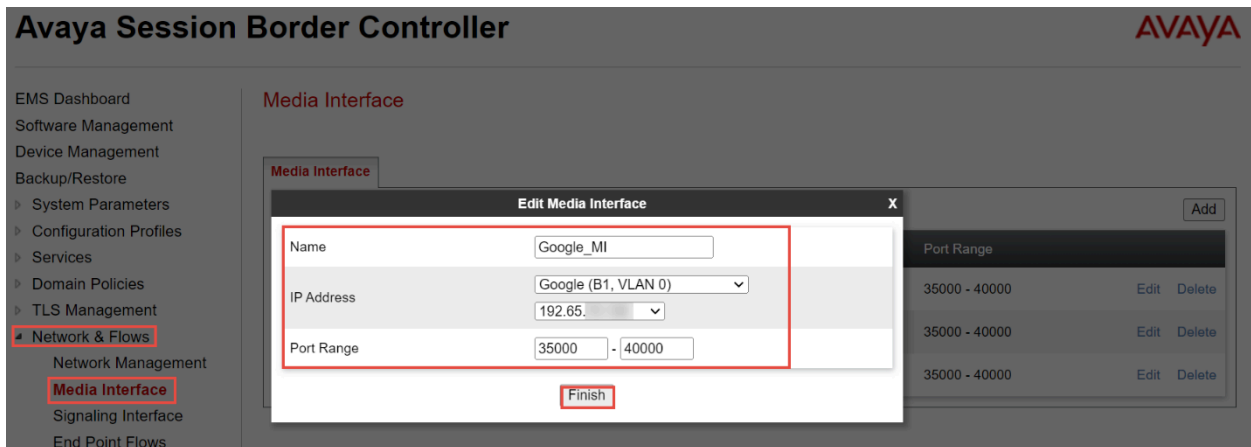 Avaya Session Border Controller
AVAYA
EMS Dashboard
Software Management
Device Management
Backup/Restore
System Parameters
Configuration Profiles
Services
Domain Policies
TLS Management
Network & Flows
Network Management
Media Interface
Signaling Interface
End Point Flows
Media Interface
Media Interface
Add
Port Range
35000 - 40000 Edit Delete
35000 - 40000 Edit Delete
35000 - 40000 Edit Delete
Edit Media Interface X
Name Google_MI
IP Address Google (B1, VLAN 0)
192.65.
Port Range 35000 - 40000
Finish